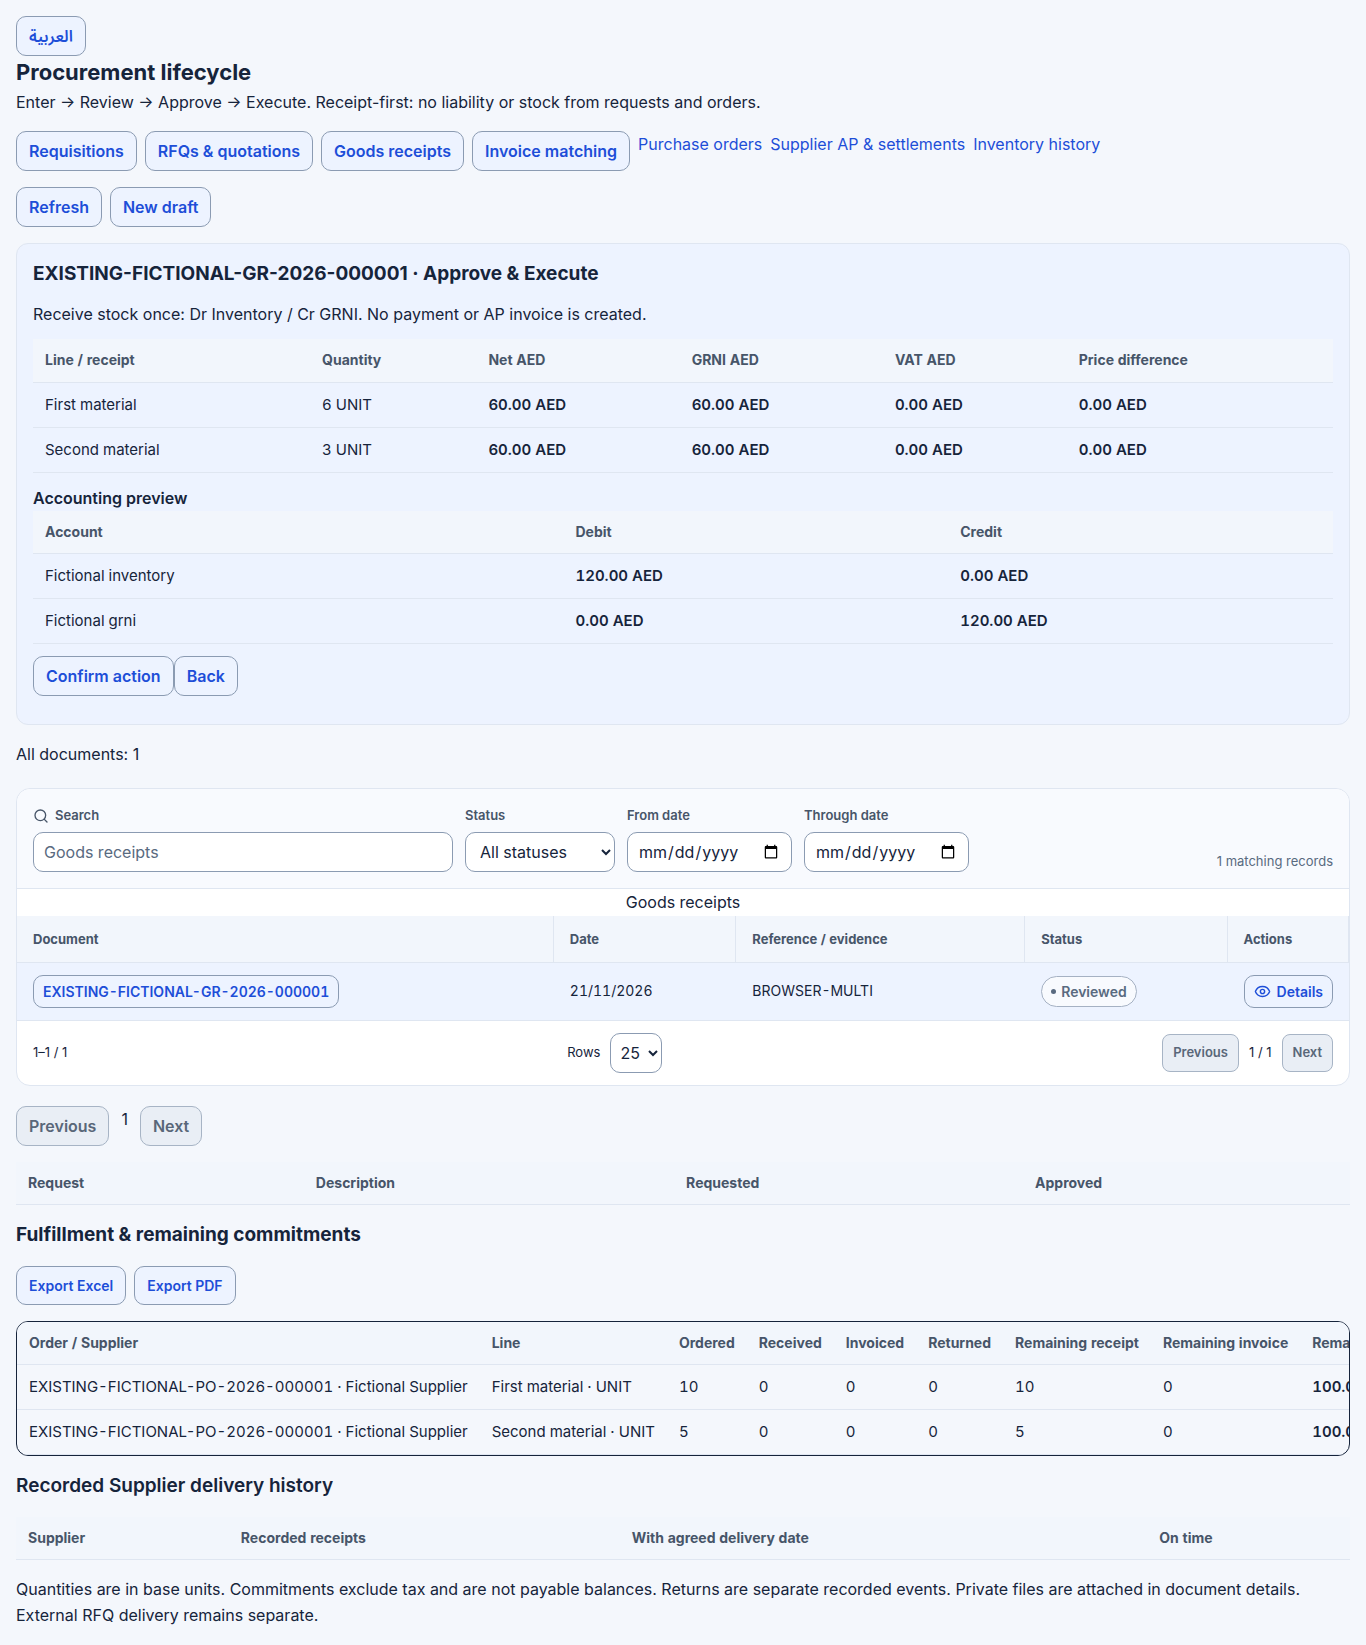 العربية
Procurement lifecycle
Enter → Review → Approve → Execute. Receipt-first: no liability or stock from requests and orders.
Requisitions RFQs & quotations Goods receipts Invoice matching Purchase orders Supplier AP & settlements Inventory history
Refresh New draft
EXISTING-FICTIONAL-GR-2026-000001 · Approve & Execute
Receive stock once: Dr Inventory / Cr GRNI. No payment or AP invoice is created.
Line / receipt Quantity Net AED GRNI AED VAT AED Price difference
First material 6 UNIT 60.00 AED 60.00 AED 0.00 AED 0.00 AED
Second material 3 UNIT 60.00 AED 60.00 AED 0.00 AED 0.00 AED
Accounting preview
Account Debit Credit
Fictional inventory 120.00 AED 0.00 AED
Fictional grni 0.00 AED 120.00 AED
Confirm action Back
All documents: 1
Search Status From date Through date
Goods receipts All statuses mm/dd/yyyy mm/dd/yyyy 1 matching records
Goods receipts
Document Date Reference / evidence Status Actions
EXISTING-FICTIONAL-GR-2026-000001 21/11/2026 BROWSER-MULTI • Reviewed Details
1–1 / 1 Rows 25 Previous 1 / 1 Next
Previous 1 Next
Request Description Requested Approved
Fulfillment & remaining commitments
Export Excel Export PDF
Order / Supplier Line Ordered Received Invoiced Returned Remaining receipt Remaining invoice Rema
EXISTING-FICTIONAL-PO-2026-000001 · Fictional Supplier First material · UNIT 10 0 0 0 10 0 100.0
EXISTING-FICTIONAL-PO-2026-000001 · Fictional Supplier Second material · UNIT 5 0 0 0 5 0 100.0
Recorded Supplier delivery history
Supplier Recorded receipts With agreed delivery date On time
Quantities are in base units. Commitments exclude tax and are not payable balances. Returns are separate recorded events. Private files are attached in document details.
External RFQ delivery remains separate.